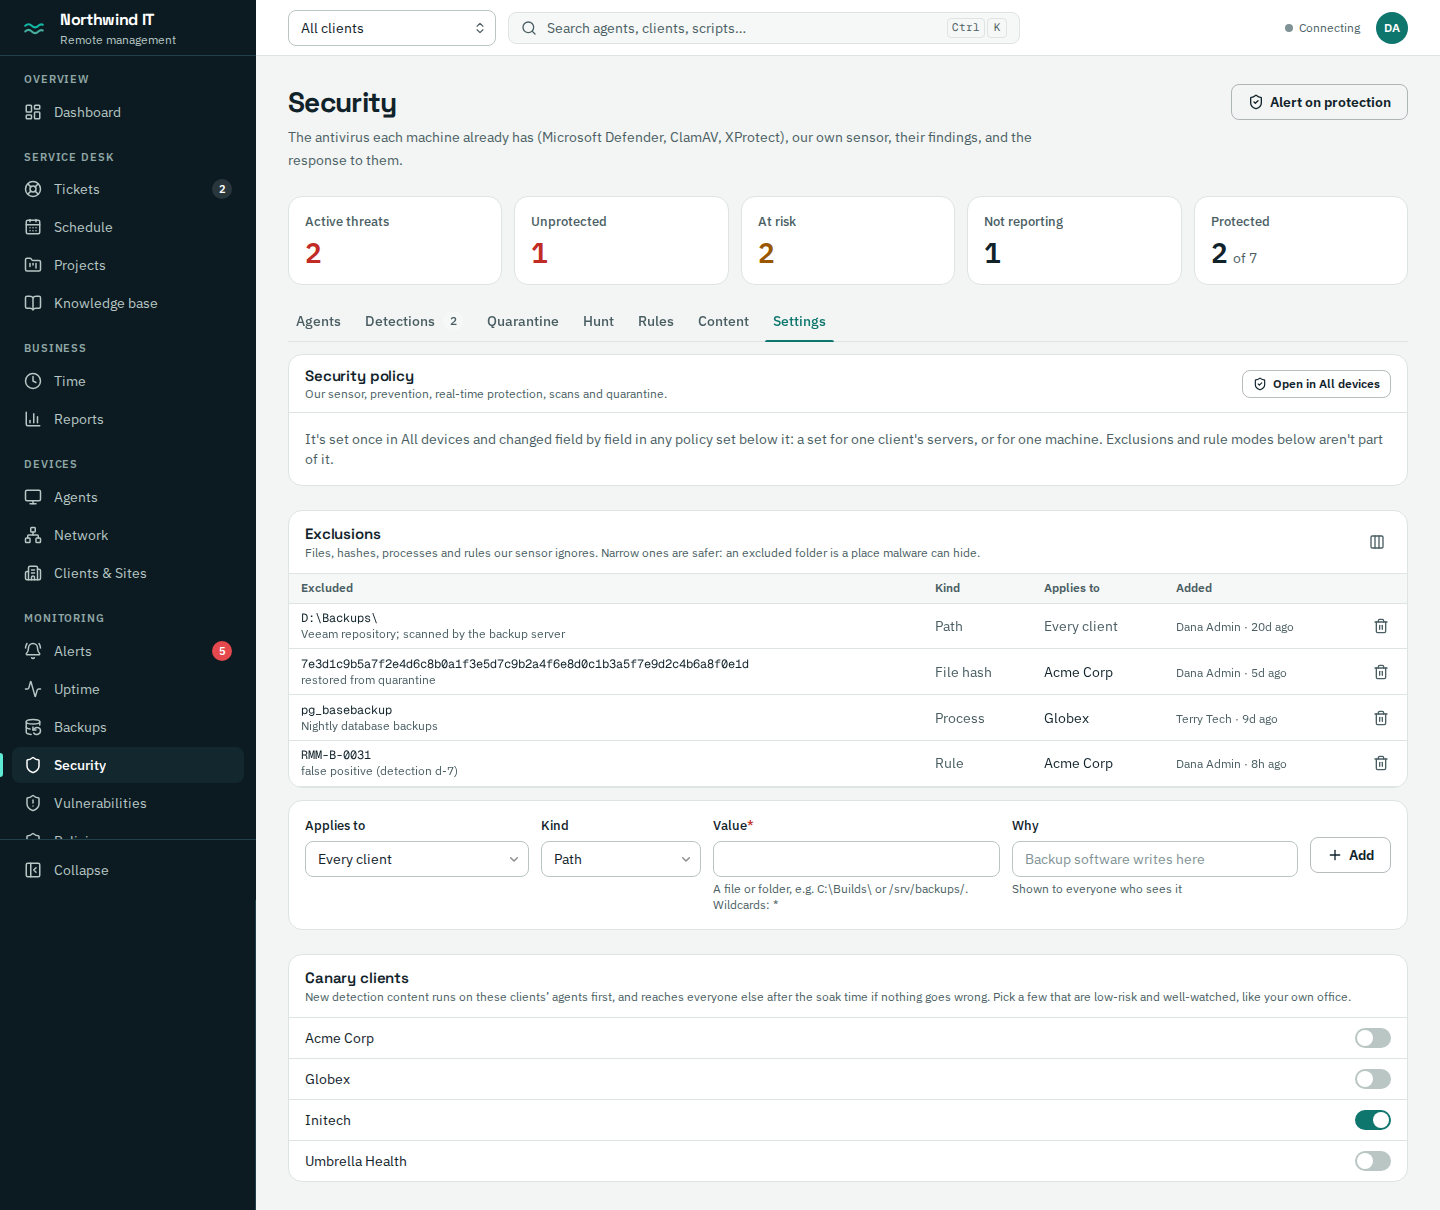 Northwind IT
Remote management
All clients
Search agents, clients, scripts...
Ctrl K
Connecting
DA
OVERVIEW
Dashboard
SERVICE DESK
Tickets 2
Schedule
Projects
Knowledge base
BUSINESS
Time
Reports
DEVICES
Agents
Network
Clients & Sites
MONITORING
Alerts 5
Uptime
Backups
Security
Vulnerabilities
Collapse
Security
Alert on protection
The antivirus each machine already has (Microsoft Defender, ClamAV, XProtect), our own sensor, their findings, and the
response to them.
Active threats
2
Unprotected
1
At risk
2
Not reporting
1
Protected
2 of 7
Agents Detections 2 Quarantine Hunt Rules Content Settings
Security policy
Our sensor, prevention, real-time protection, scans and quarantine.
Open in All devices
It's set once in All devices and changed field by field in any policy set below it: a set for one client's servers, or for one machine. Exclusions and rule modes below aren't part
of it.
Exclusions
Files, hashes, processes and rules our sensor ignores. Narrow ones are safer: an excluded folder is a place malware can hide.
Excluded Kind Applies to Added
D:\Backups\
Veeam repository; scanned by the backup server
Path Every client Dana Admin · 20d ago
7e3d1c9b5a7f2e4d6c8b0a1f3e5d7c9b2a4f6e8d0c1b3a5f7e9d2c4b6a8f0e1d
restored from quarantine
File hash Acme Corp Dana Admin · 5d ago
pg_basebackup
Nightly database backups
Process Globex Terry Tech · 9d ago
RMM-B-0031
false positive (detection d-7)
Rule Acme Corp Dana Admin · 8h ago
Applies to
Every client
Kind
Path
Value*
A file or folder, e.g. C:\Builds\ or /srv/backups/.
Wildcards: *
Why
Backup software writes here
Shown to everyone who sees it
Add
Canary clients
New detection content runs on these clients’ agents first, and reaches everyone else after the soak time if nothing goes wrong. Pick a few that are low-risk and well-watched, like your own office.
Acme Corp
Globex
Initech
Umbrella Health